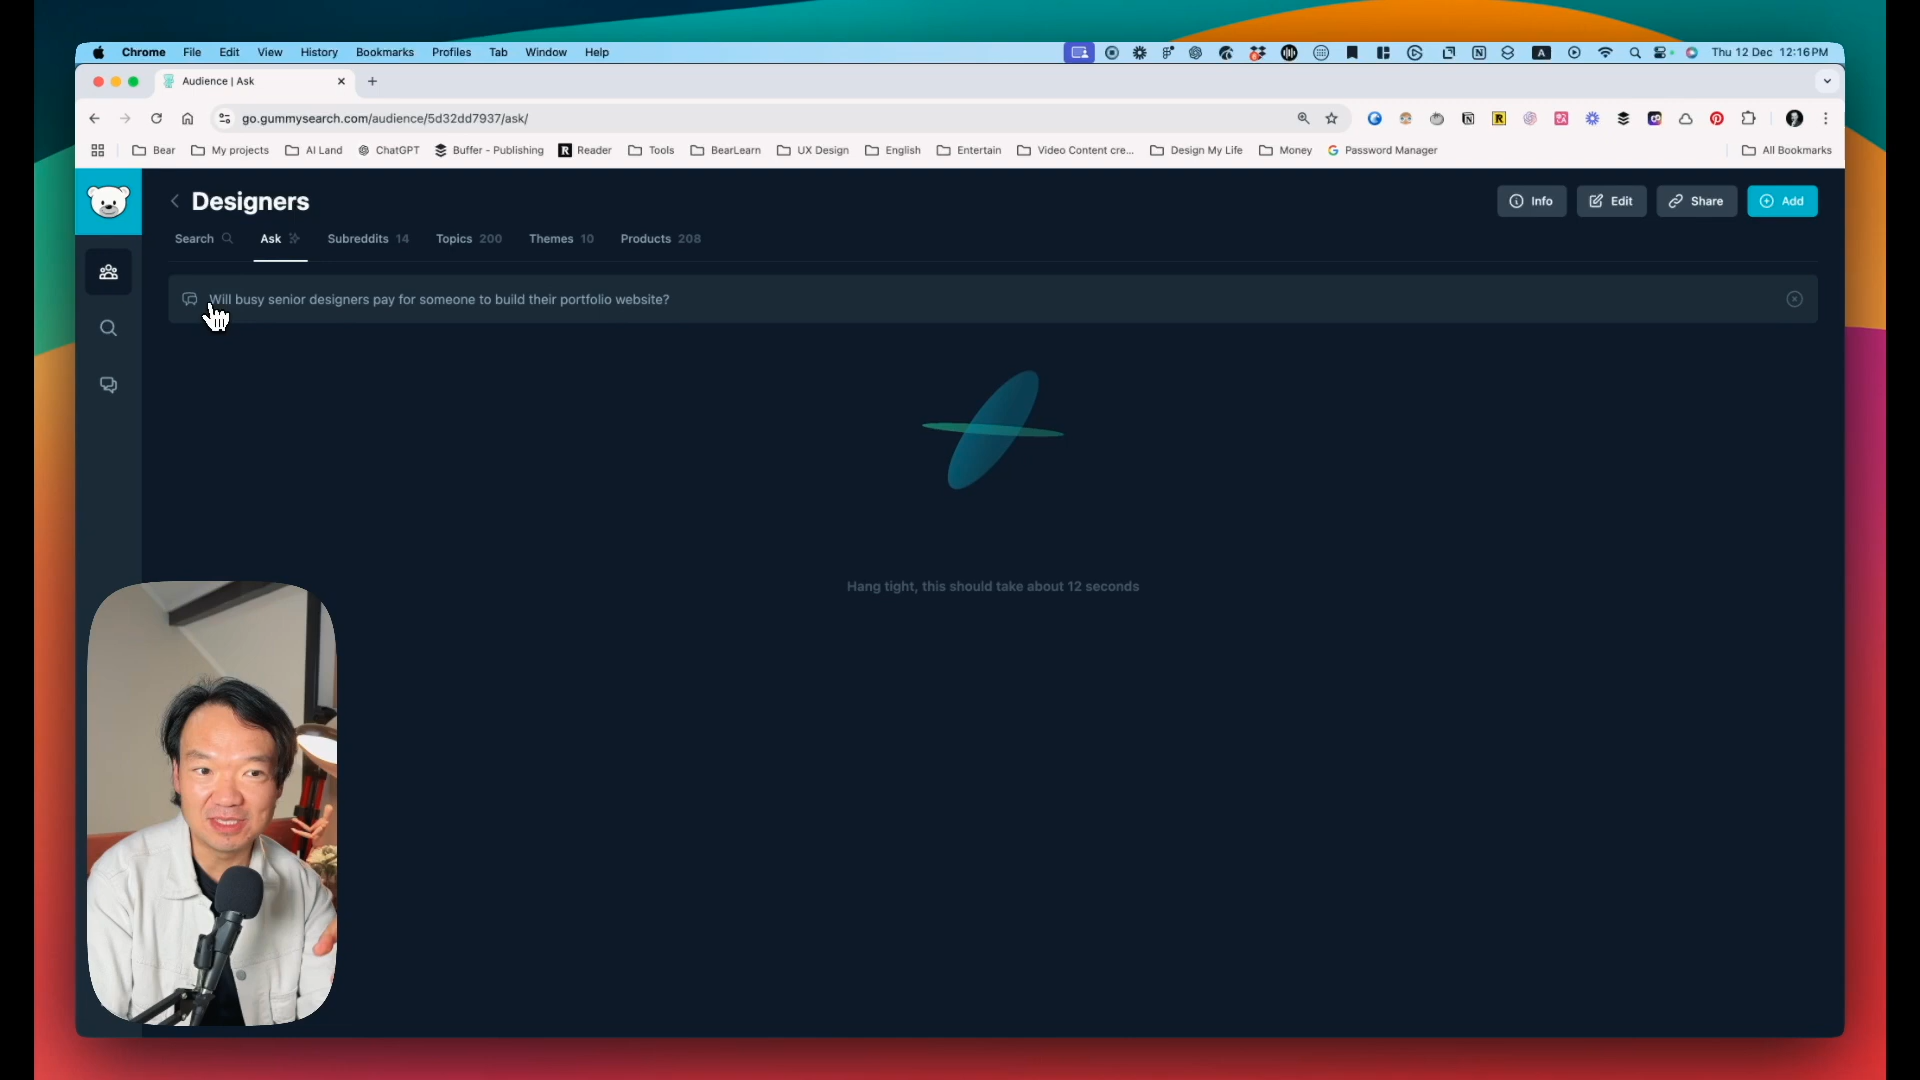 Chrome File Edit View History Bookmarks Profiles Tab Window Help
A Thu 12 Dec 12:16 PM
Audience | Ask
go.gummysearch.com/audience/5d32dd7937/ask/
Bear My projects AI Land ChatGPT Buffer - Publishing R Reader Tools BearLearn UX Design English Entertain Video Content cre... Design My Life Money G Password Manager All Bookmarks
Designers
Info Edit Share Add
Search Ask Subreddits 14 Topics 200 Themes 10 Products 208
Will busy senior designers pay for someone to build their portfolio website?
Hang tight, this should take about 12 seconds